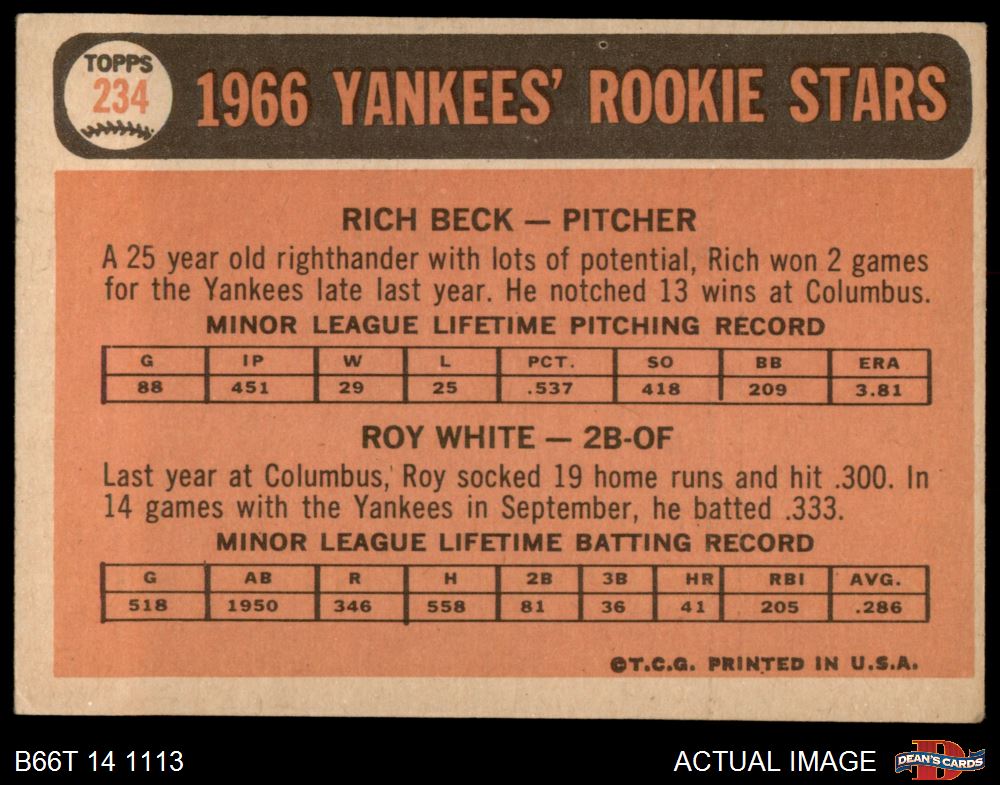 TOPPS
234
1966 YANKEES' ROOKIE STARS
RICH BECK — PITCHER
A 25 year old righthander with lots of potential, Rich won 2 games
for the Yankees late last year. He notched 13 wins at Columbus.
MINOR LEAGUE LIFETIME PITCHING RECORD
G IP W L PCT. SO BB ERA
88 451 29 25 .537 418 209 3.81
ROY WHITE — 2B-OF
Last year at Columbus, Roy socked 19 home runs and hit .300. In
14 games with the Yankees in September, he batted .333.
MINOR LEAGUE LIFETIME BATTING RECORD
G AB R H 2B 3B HR RBI AVG.
518 1950 346 558 81 36 41 205 .286
©T.C.G. PRINTED IN U.S.A.
B66T 14 1113
ACTUAL IMAGE
DEAN'S CARDS